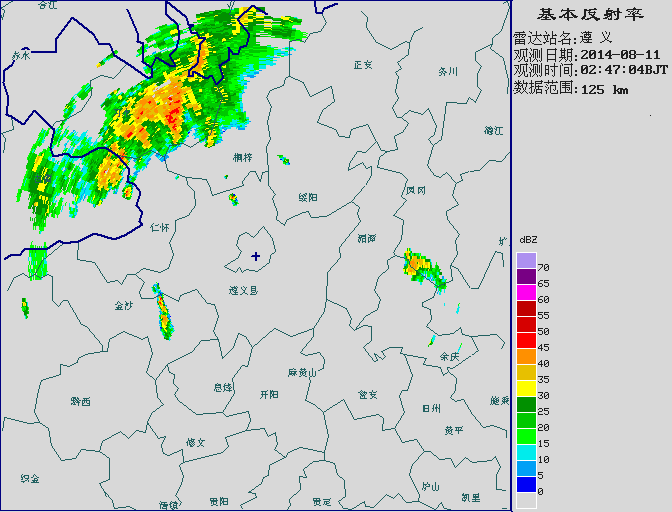 基本反射率
雷达站名:遵义
观测日期:2014-08-11
观测时间:02:47:04BJT
数据范围:125 km
合江
赤水
正安
务川
桐梓
绥阳
凤冈
仁怀
湄潭
遵义县
金沙
余庆
息烽
麻黄山
开阳
瓮安
黔西
旧州
黄平
施秉
修文
织金
清镇
贵阳
贵定
炉山
凯里
dBZ
70
65
60
55
50
45
40
35
30
25
20
15
10
5
0